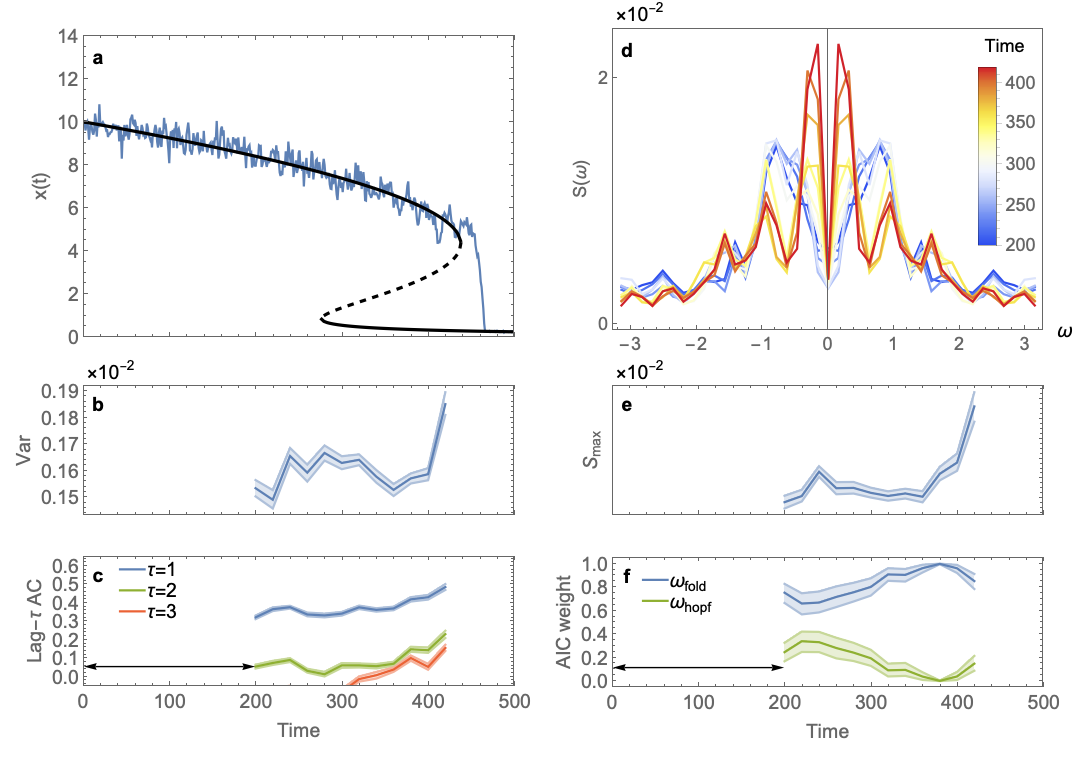 ×10⁻²
a
14
12
10
8
6
4
2
0
x(t)
d
Time
400
350
300
250
200
2
0
S(ω)
−3
−2
−1
0
1
2
3
ω
×10⁻²
b
0.19
0.18
0.17
0.16
0.15
Var
×10⁻²
e
Smax
c
τ=1
τ=2
τ=3
0.6
0.5
0.4
0.3
0.2
0.1
0.0
Lag−τ AC
0
100
200
300
400
500
Time
f
ωfold
ωhopf
1.0
0.8
0.6
0.4
0.2
0.0
AIC weight
0
100
200
300
400
500
Time